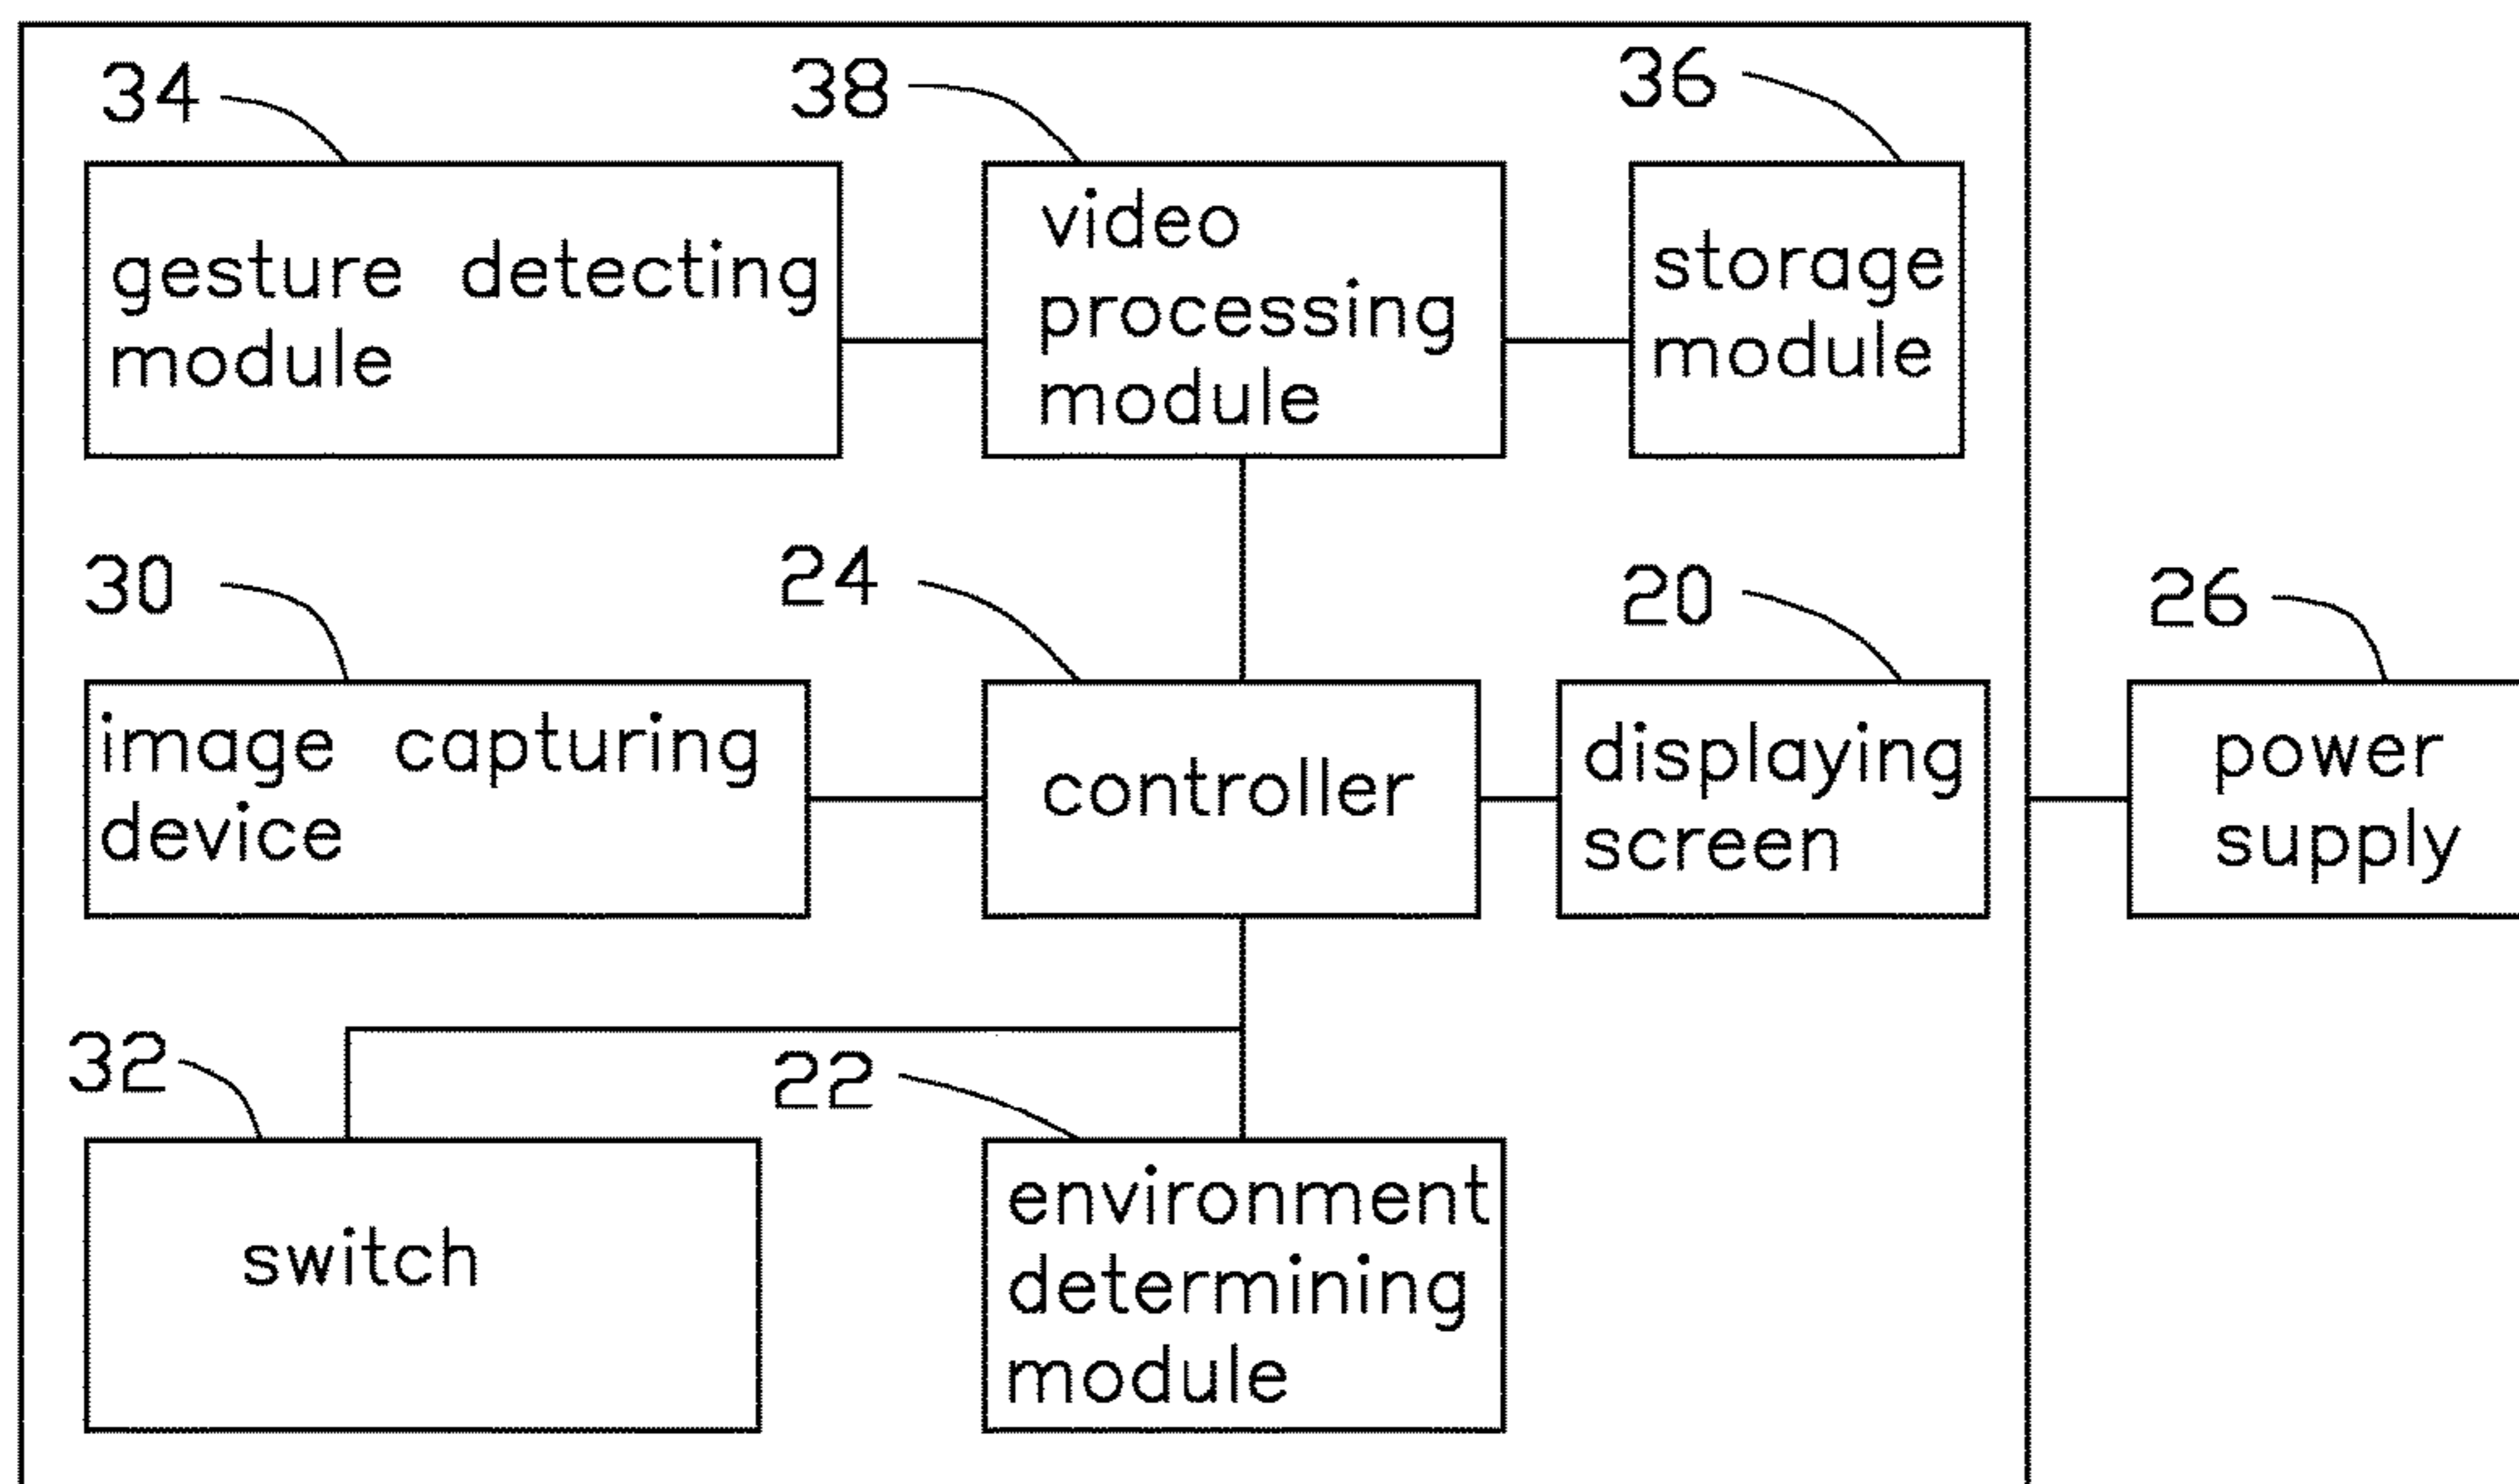 34
38
36
gesture detecting
module
video
processing
module
storage
module
30
24
20
26
image capturing
device
controller
displaying
screen
power
supply
32
22
switch
environment
determining
module